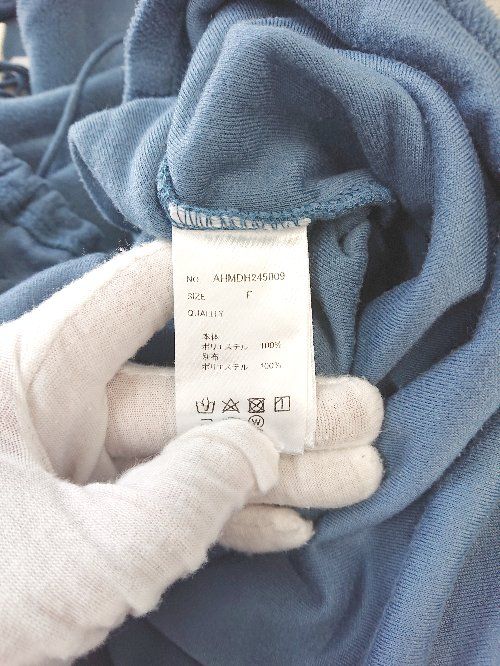 NO. AHMDH245009
SIZE F
QUALITY
本体
ポリエステル 100%
別布
ポリエステル 100%
W